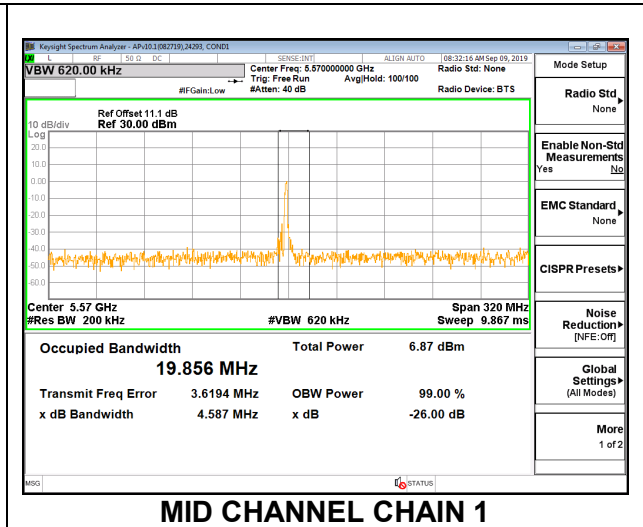 Keysight Spectrum Analyzer - APv10.1(082719),24293, COND1
L RF 50 Ω DC SENSE:INT ALIGN AUTO 08:32:16 AM Sep 09, 2019
VBW 620.00 kHz
Center Freq: 5.570000000 GHz
Radio Std: None
Trig: Free Run Avg|Hold: 100/100
#IFGain:Low #Atten: 40 dB Radio Device: BTS
Ref Offset 11.1 dB
10 dB/div Ref 30.00 dBm
Log
20.0
10.0
0.00
-10.0
-20.0
-30.0
-40.0
-50.0
-60.0
Center 5.57 GHz Span 320 MHz
#Res BW 200 kHz #VBW 620 kHz Sweep 9.867 ms
Occupied Bandwidth Total Power 6.87 dBm
19.856 MHz
Transmit Freq Error 3.6194 MHz OBW Power 99.00 %
x dB Bandwidth 4.587 MHz x dB -26.00 dB
MSG STATUS
Mode Setup
Radio Std
None
Enable Non-Std
Measurements
Yes No
EMC Standard
None
CISPR Presets
Noise
Reduction
[NFE:Off]
Global
Settings
(All Modes)
More
1 of 2
MID CHANNEL CHAIN 1